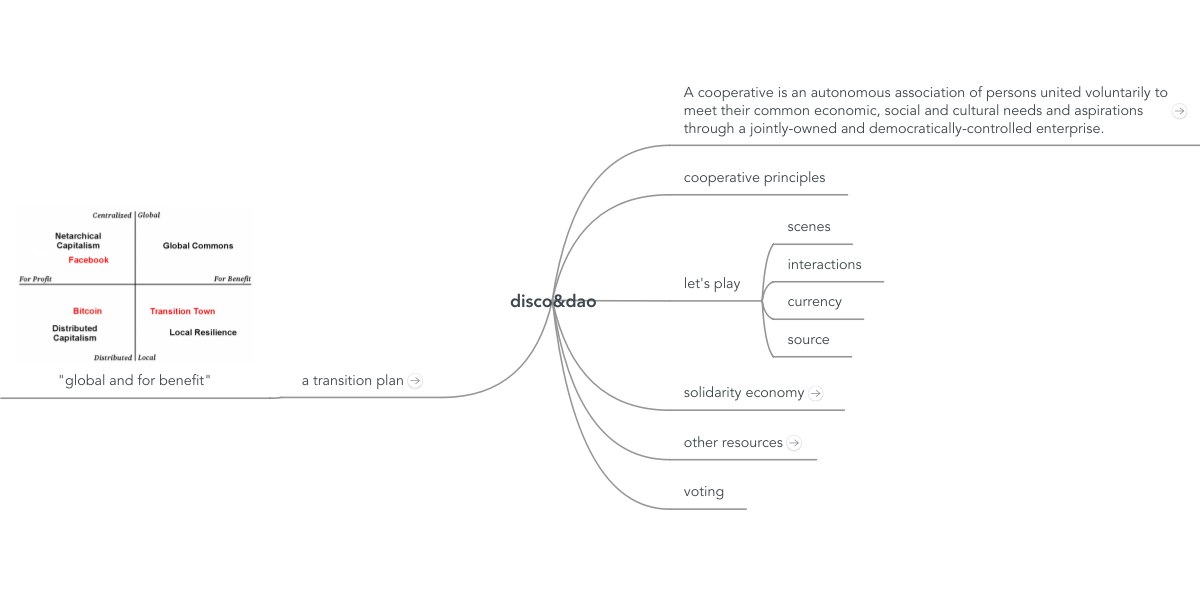 A cooperative is an autonomous association of persons united voluntarily to
meet their common economic, social and cultural needs and aspirations
through a jointly-owned and democratically-controlled enterprise.
cooperative principles
scenes
interactions
let's play
currency
source
disco&dao
solidarity economy
other resources
voting
a transition plan
"global and for benefit"
Centralized Global
Netarchical
Capitalism
Facebook
Global Commons
For Profit
For Benefit
Bitcoin
Transition Town
Distributed
Capitalism
Local Resilience
Distributed Local